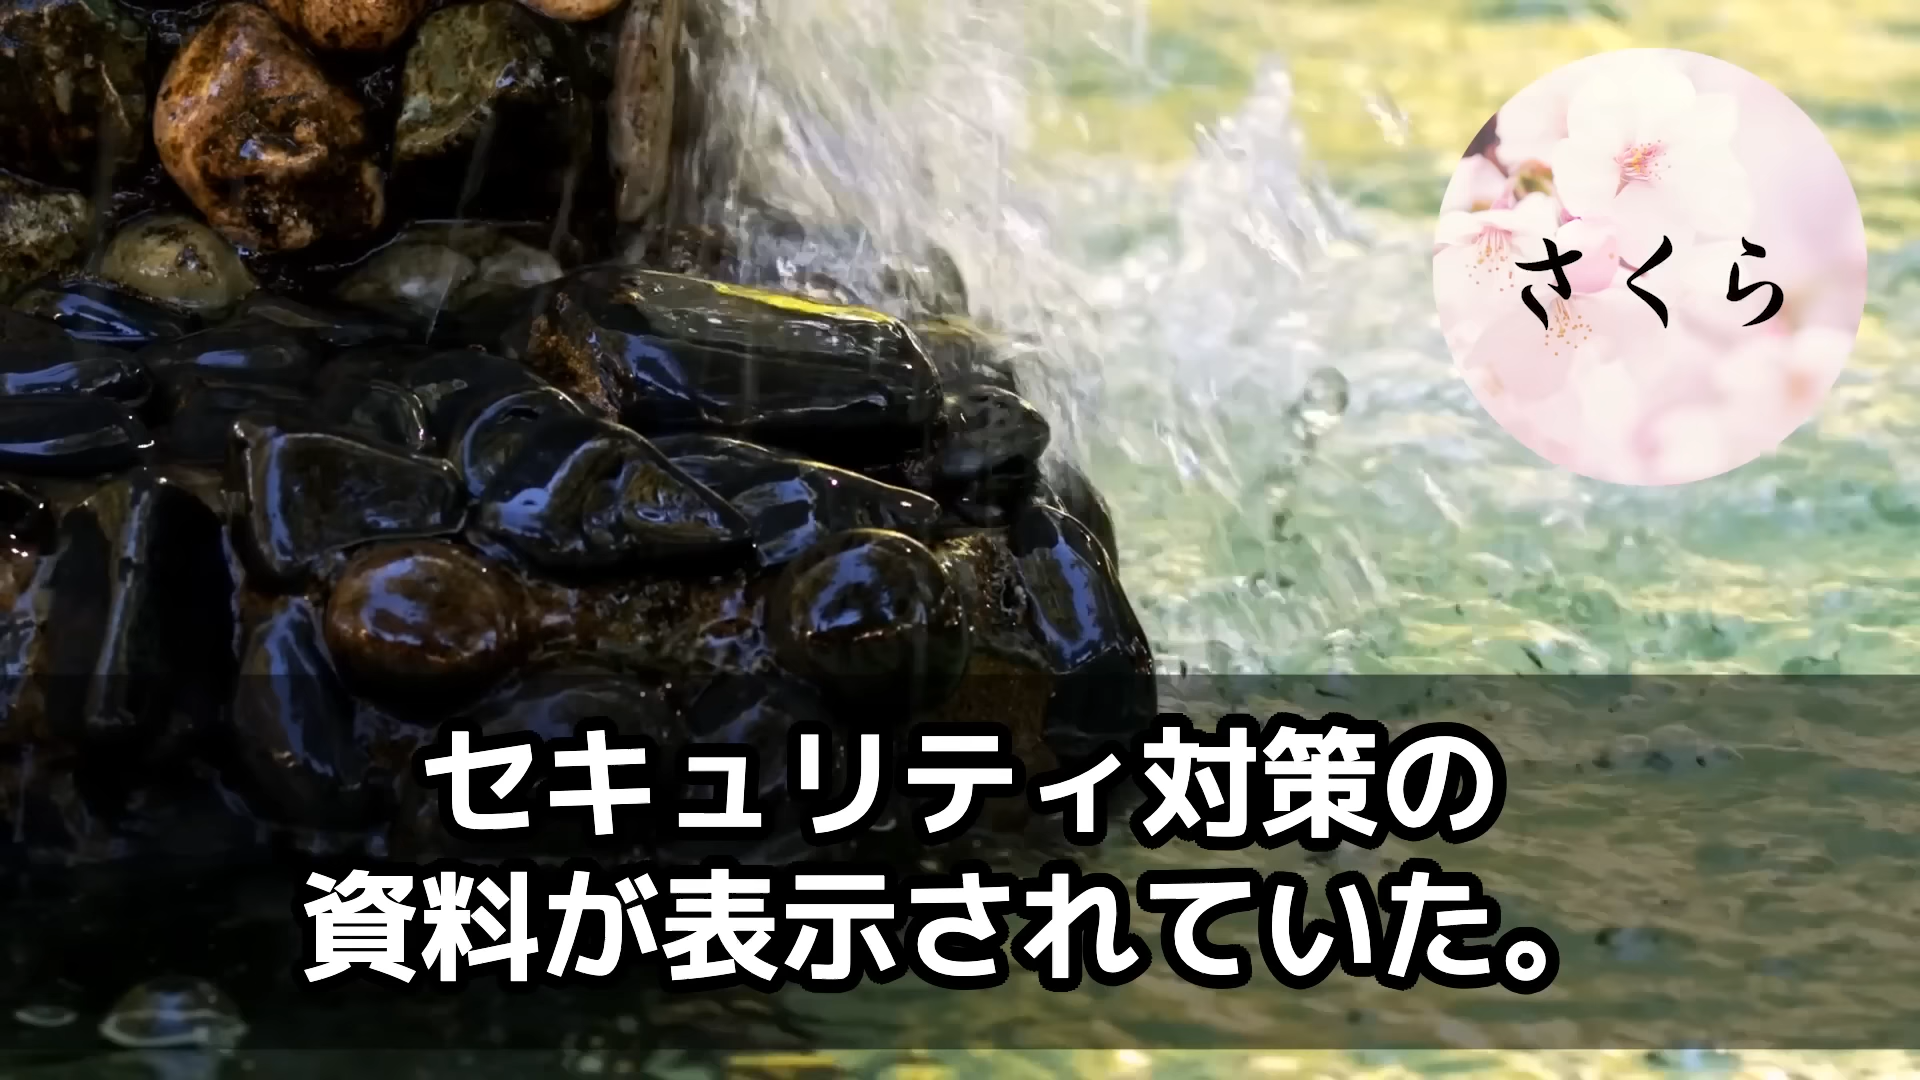 さくら
セキュリティ対策の
資料が表示されていた。